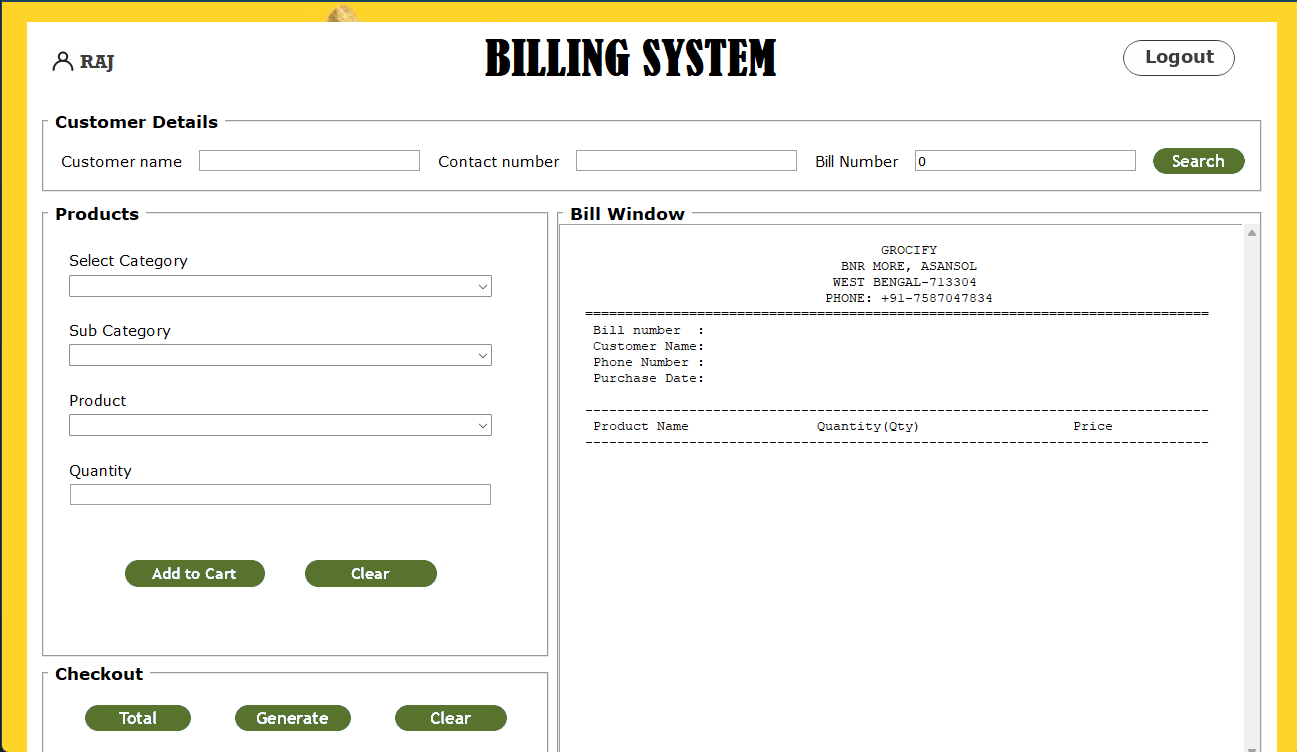 RAJ
BILLING SYSTEM
Logout
Customer Details
Customer name
Contact number
Bill Number 0
Search
Products
Select Category
Sub Category
Product
Quantity
Add to Cart
Clear
Bill Window
GROCIFY
BNR MORE, ASANSOL
WEST BENGAL-713304
PHONE: +91-7587047834
==============================================================================
Bill number  :
Customer Name:
Phone Number :
Purchase Date:
------------------------------------------------------------------------------
Product Name Quantity(Qty) Price
------------------------------------------------------------------------------
Checkout
Total
Generate
Clear